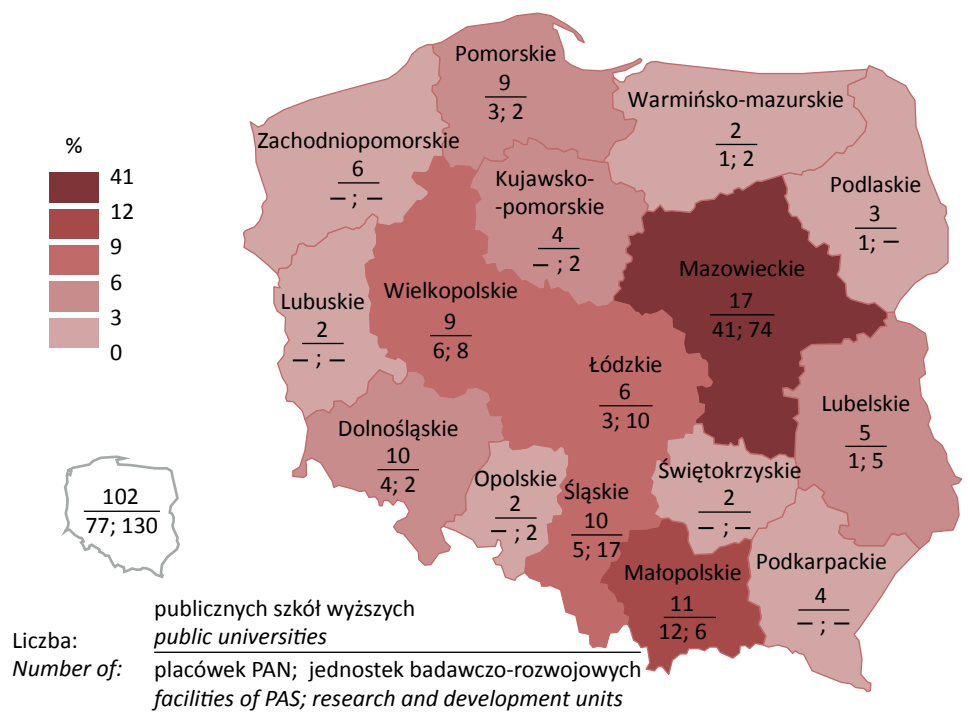 Pomorskie
9
3; 2
Warmińsko-mazurskie
2
1; 2
Zachodniopomorskie
6
– ; –
Kujawsko-
-pomorskie
4
– ; 2
Podlaskie
3
1; –
%
41
12
9
6
3
0
Mazowieckie
17
41; 74
Wielkopolskie
9
6; 8
Lubuskie
2
– ; –
Łódzkie
6
3; 10
Lubelskie
5
1; 5
Dolnośląskie
10
4; 2
Opolskie
2
– ; 2
Śląskie
10
5; 17
Świętokrzyskie
2
– ; –
Małopolskie
11
12; 6
Podkarpackie
4
– ; –
102
77; 130
Liczba:
Number of:
publicznych szkół wyższych
public universities
placówek PAN; jednostek badawczo-rozwojowych
facilities of PAS; research and development units